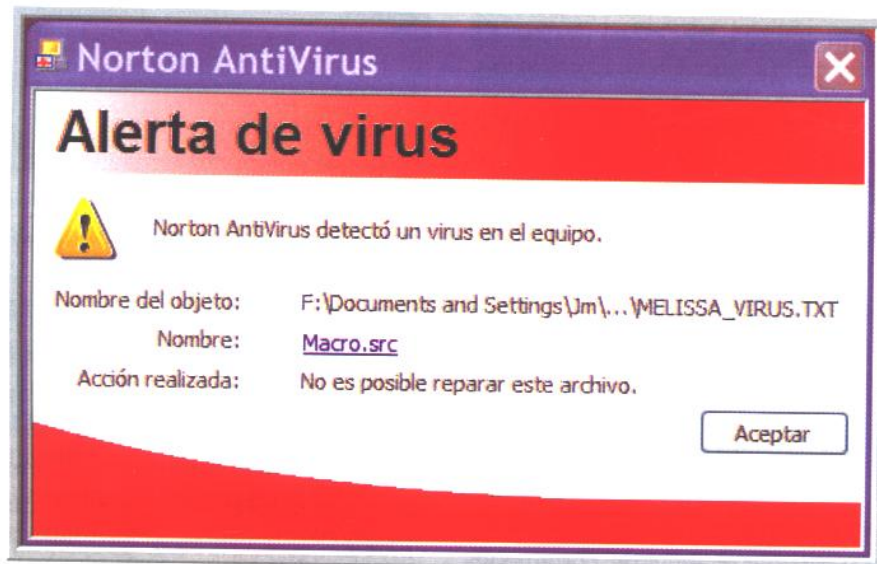 Norton AntiVirus
Alerta de virus
Norton AntiVirus detectó un virus en el equipo.
Nombre del objeto: F:\Documents and Settings\Jm\...\MELISSA_VIRUS.TXT
Nombre: Macro.src
Acción realizada: No es posible reparar este archivo.
Aceptar